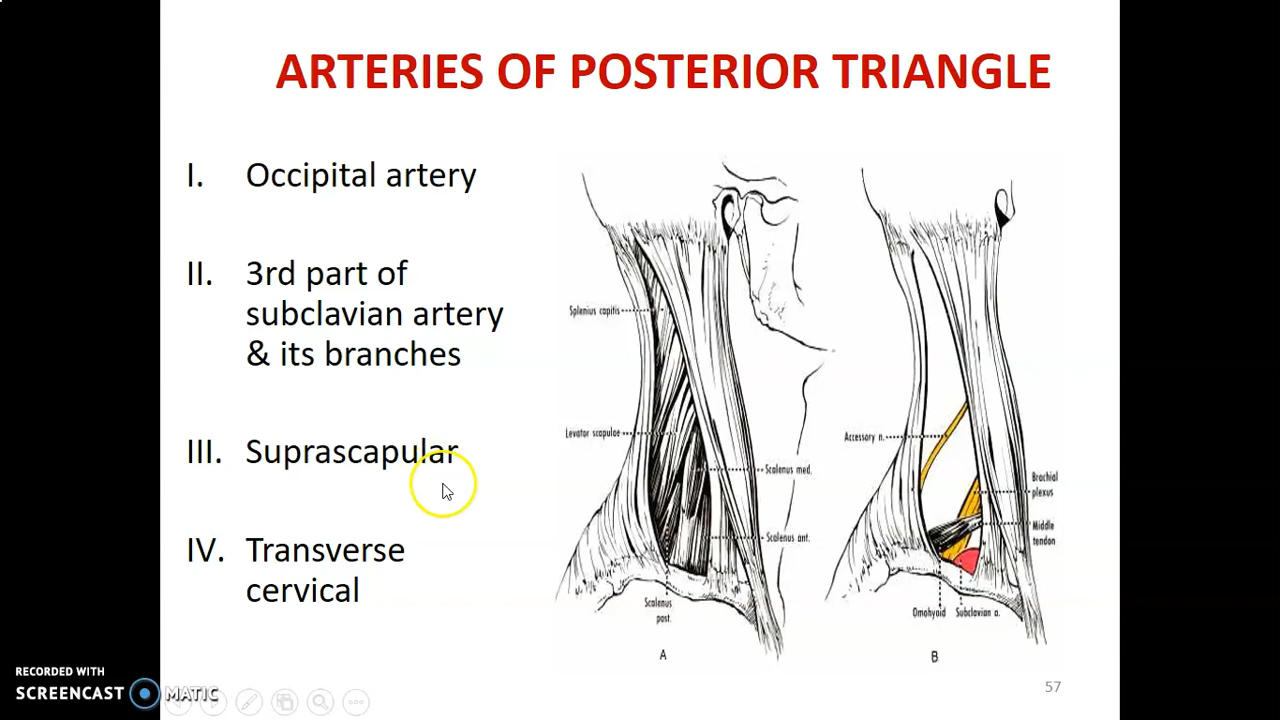 ARTERIES OF POSTERIOR TRIANGLE
I. Occipital artery
II. 3rd part of
subclavian artery
& its branches
III. Suprascapular
IV. Transverse
cervical
Splenius capitis
Levator scapulae
Scalenus med.
Scalenus ant.
Scalenus
post.
A
Accessory n.
Brachial
plexus
Middle
tendon
Omohyoid
Subclavian a.
B
57
RECORDED WITH
SCREENCAST MATIC